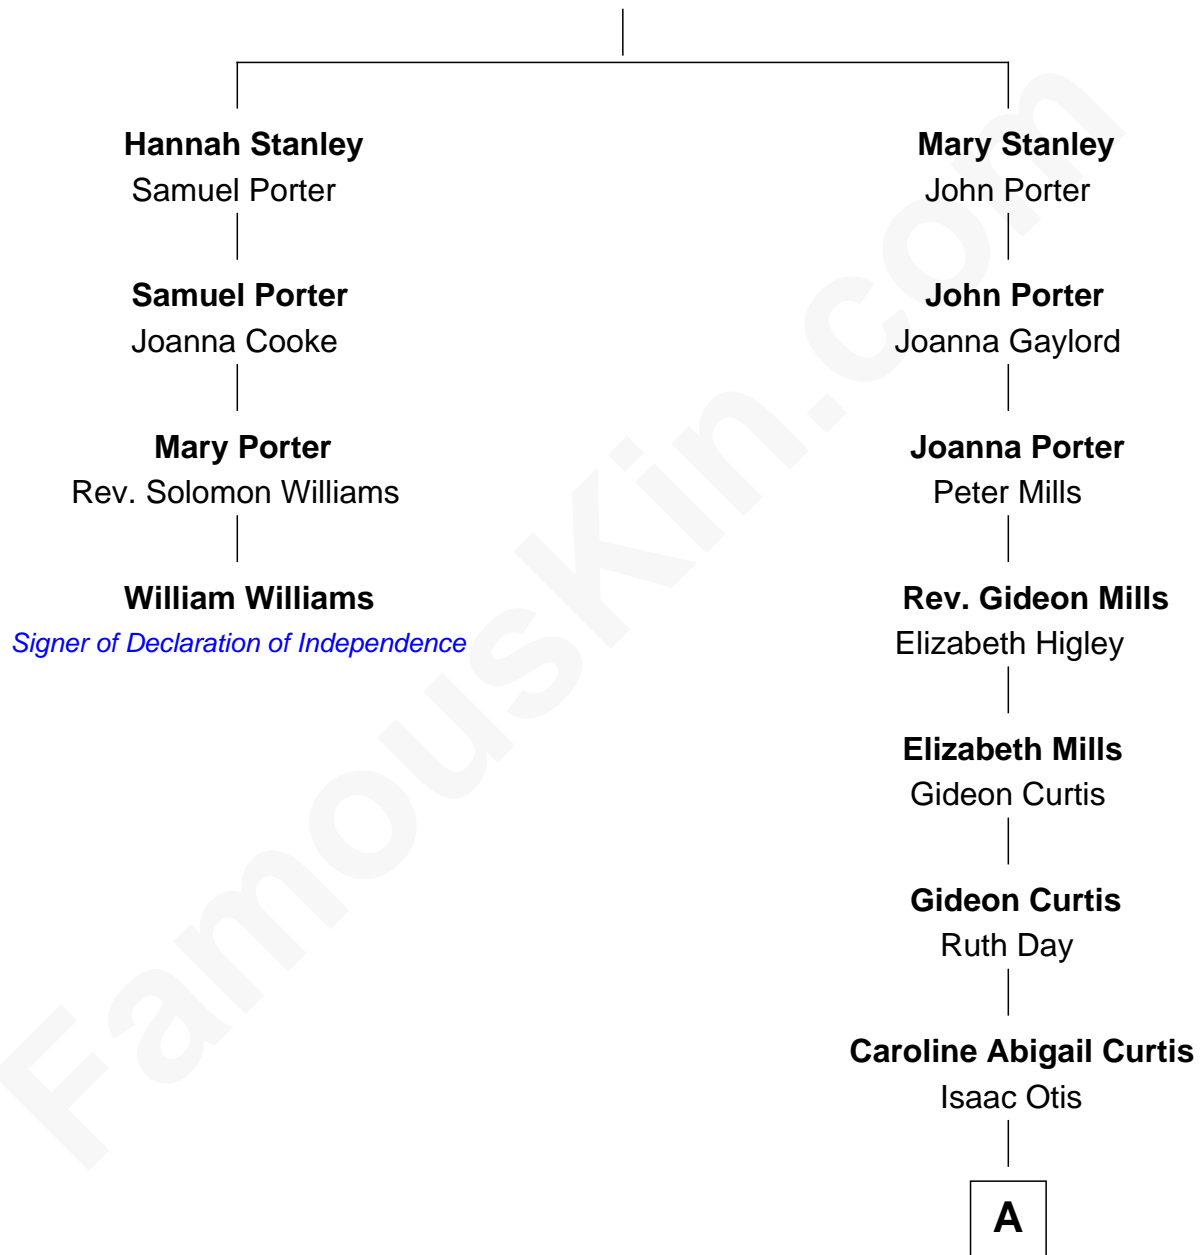 Hannah Stanley
Samuel Porter
Samuel Porter
Joanna Cooke
Mary Porter
Rev. Solomon Williams
William Williams
Signer of Declaration of Independence
Mary Stanley
John Porter
John Porter
Joanna Gaylord
Joanna Porter
Peter Mills
Rev. Gideon Mills
Elizabeth Higley
Elizabeth Mills
Gideon Curtis
Gideon Curtis
Ruth Day
Caroline Abigail Curtis
Isaac Otis
A
FamousKin.com